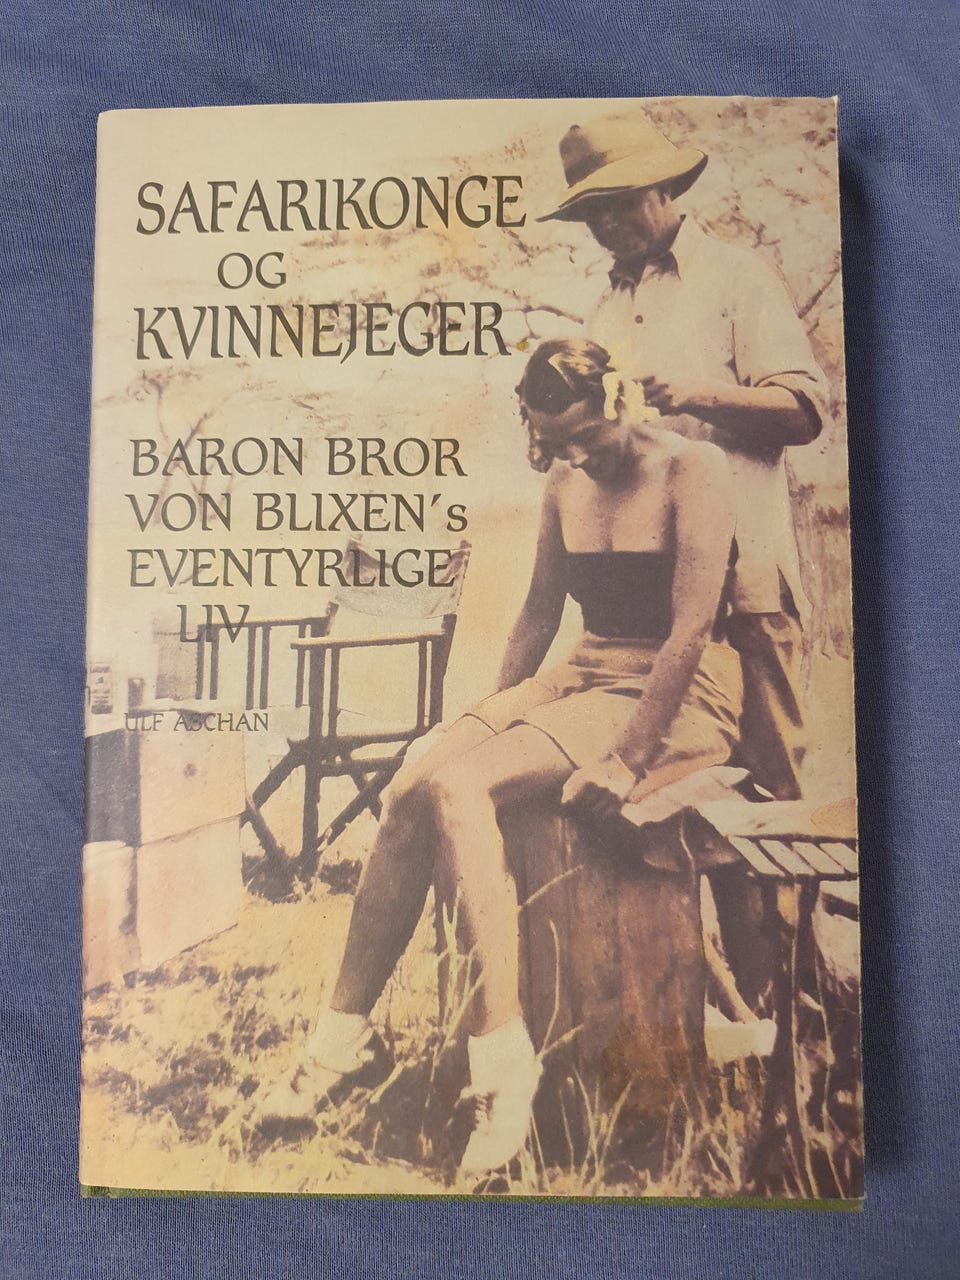 SAFARIKONGE
OG
KVINNEJEGER
BARON BROR
VON BLIXEN´s
EVENTYRLIGE
LIV
ULF ASCHAN